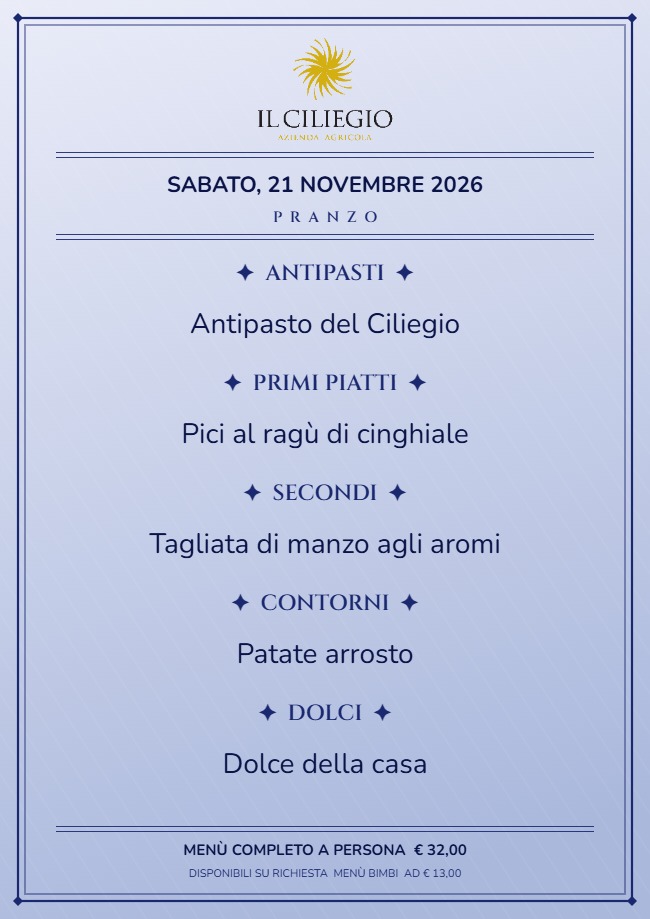 IL CILIEGIO
AZIENDA AGRICOLA
SABATO, 21 NOVEMBRE 2026
PRANZO
ANTIPASTI
Antipasto del Ciliegio
PRIMI PIATTI
Pici al ragù di cinghiale
SECONDI
Tagliata di manzo agli aromi
CONTORNI
Patate arrosto
DOLCI
Dolce della casa
MENÙ COMPLETO A PERSONA € 32,00
DISPONIBILI SU RICHIESTA MENÙ BIMBI AD € 13,00